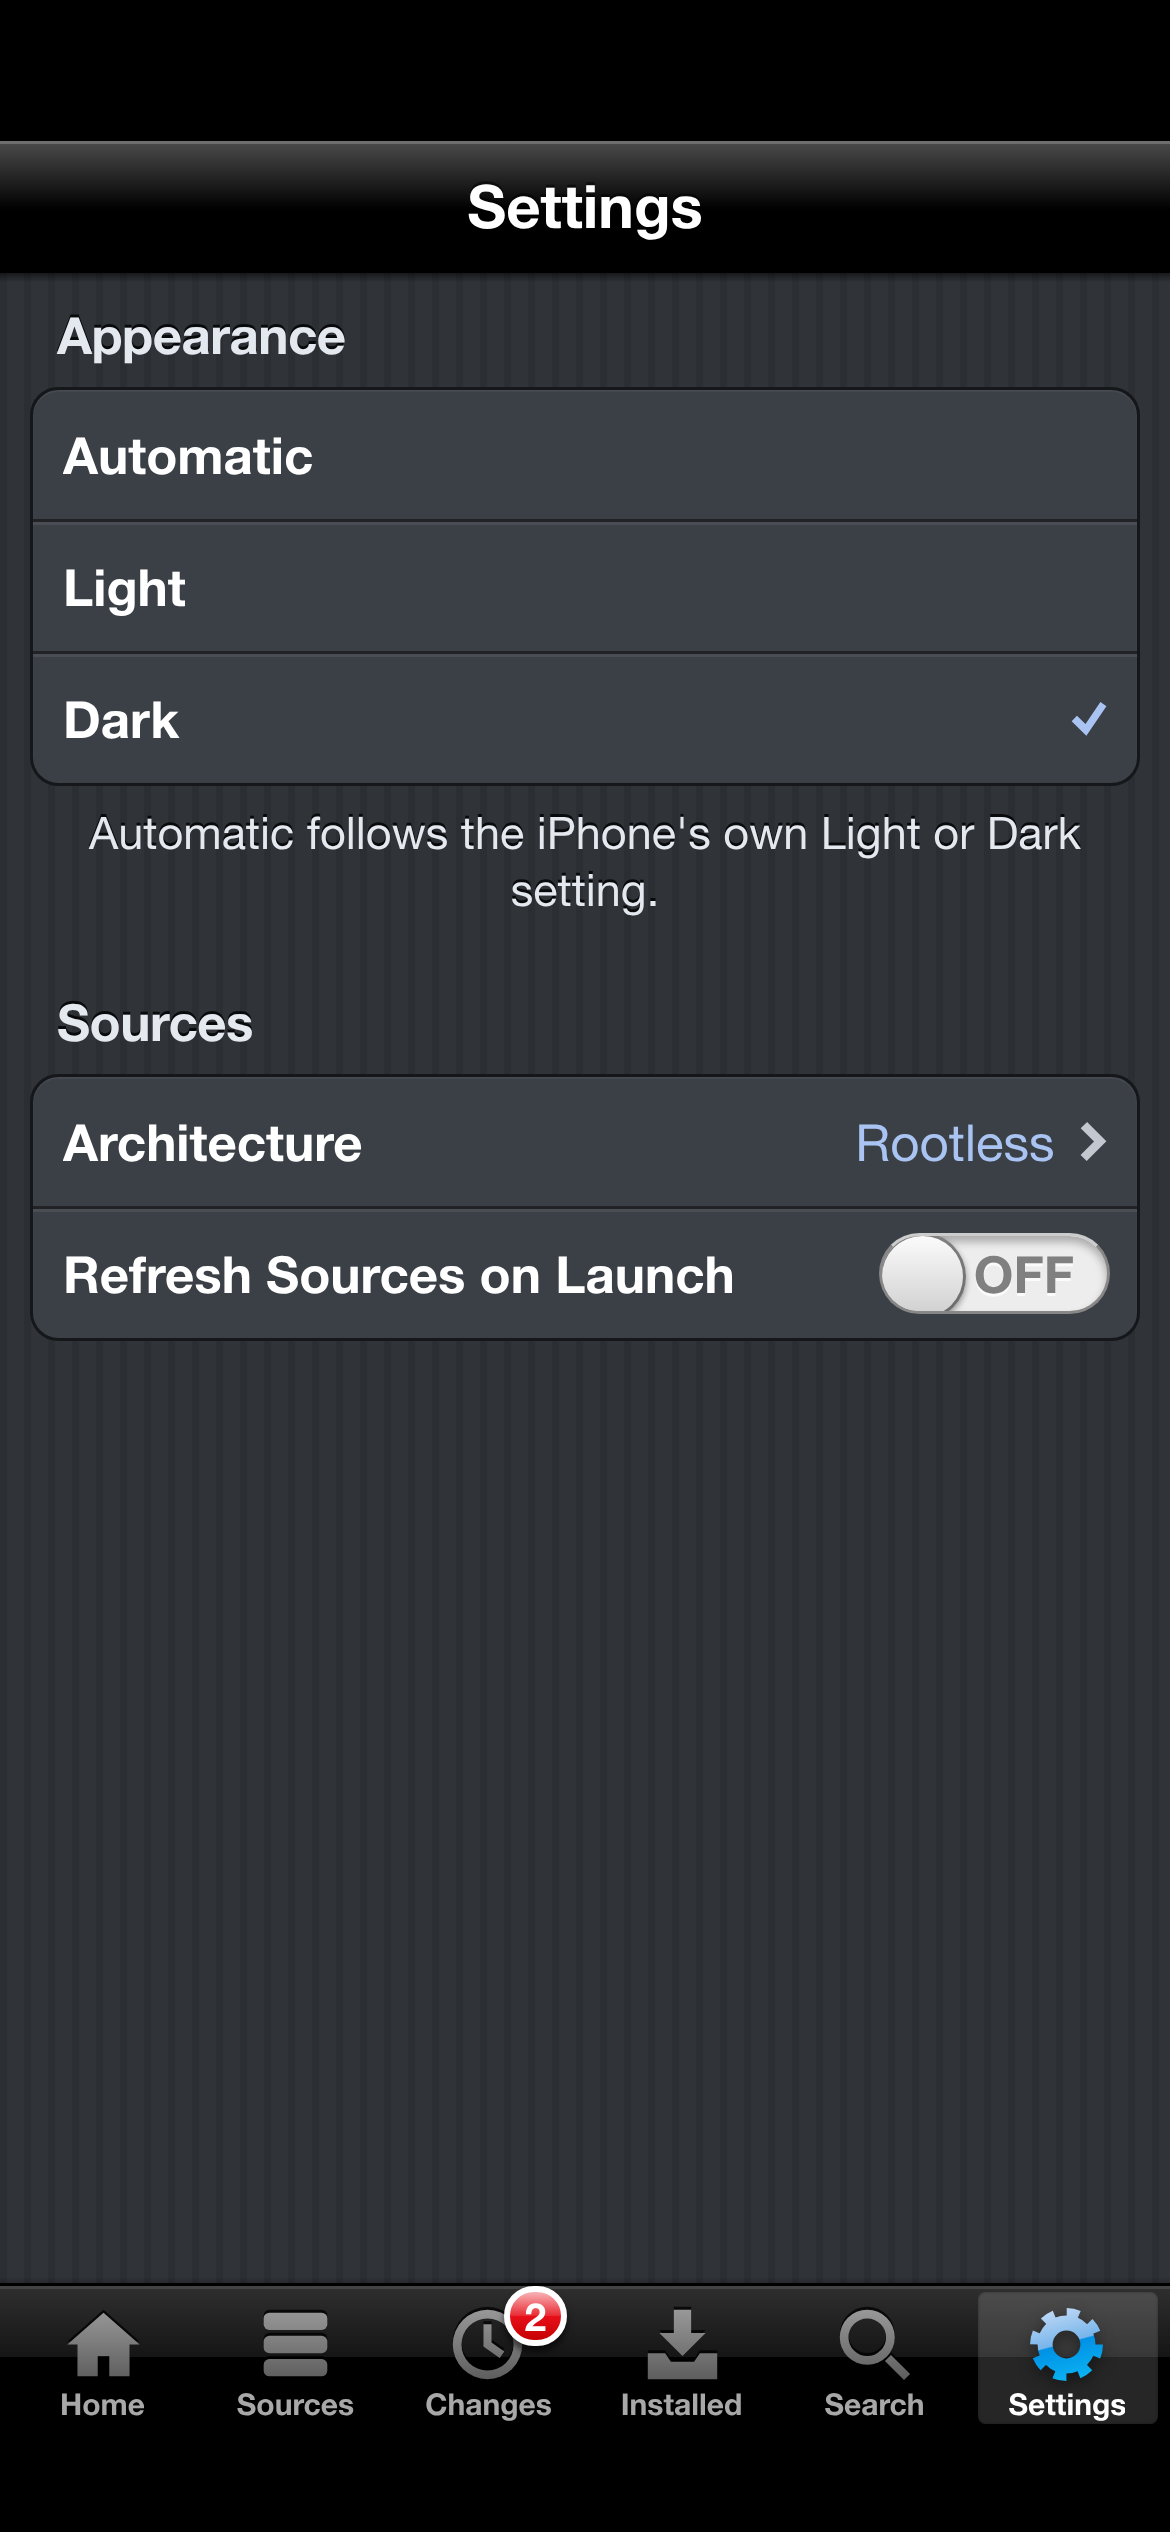 Settings
Appearance
Automatic
Light
Dark
Automatic follows the iPhone's own Light or Dark
setting.
Sources
Architecture Rootless
Refresh Sources on Launch OFF
2
Home Sources Changes Installed Search Settings